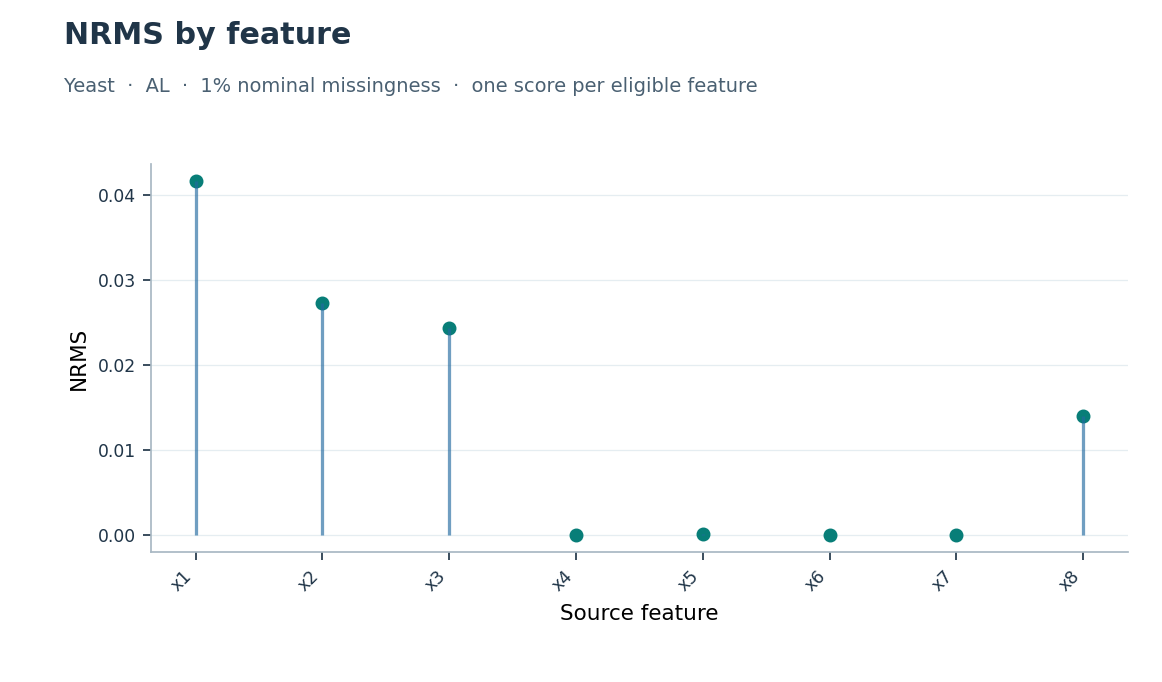 NRMS by feature
Yeast · AL · 1% nominal missingness · one score per eligible feature
0.04
0.03
0.02
0.01
0.00
NRMS
x1
x2
x3
x4
x5
x6
x7
x8
Source feature